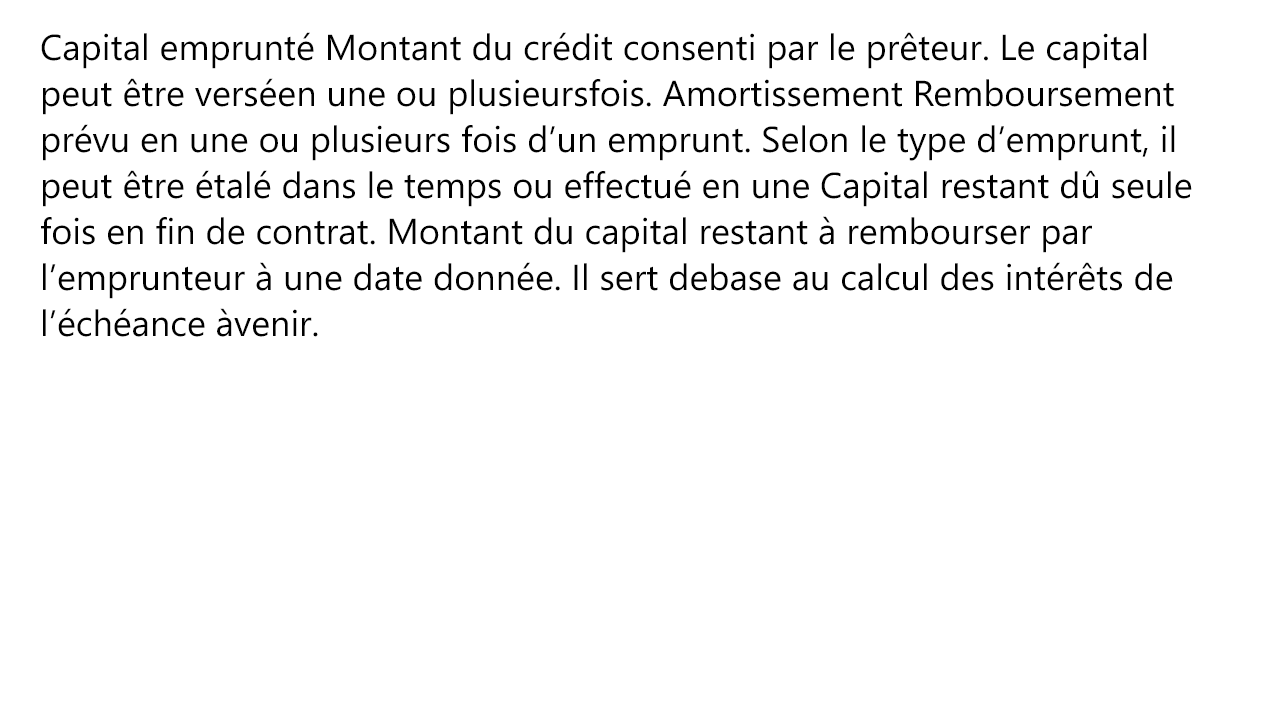 Capital emprunté Montant du crédit consenti par le prêteur. Le capital
peut être verséen une ou plusieursfois. Amortissement Remboursement
prévu en une ou plusieurs fois d’un emprunt. Selon le type d’emprunt, il
peut être étalé dans le temps ou effectué en une Capital restant dû seule
fois en fin de contrat. Montant du capital restant à rembourser par
l’emprunteur à une date donnée. Il sert debase au calcul des intérêts de
l’échéance àvenir.